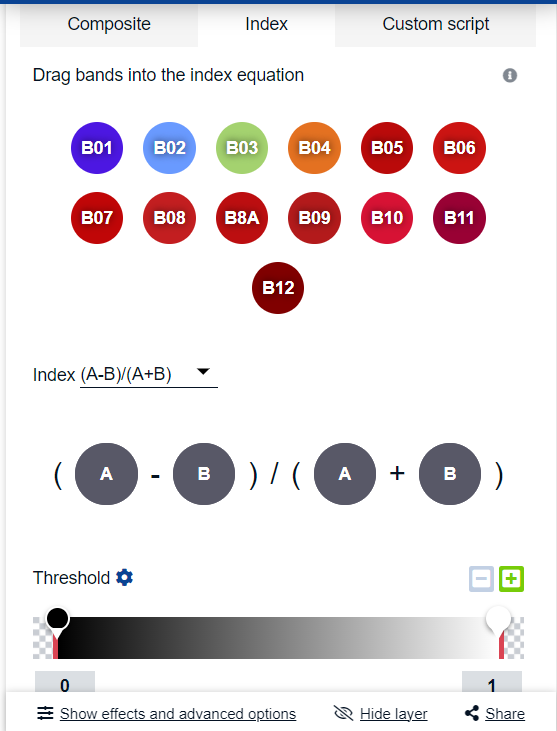 Composite Index Custom script
Drag bands into the index equation
B01 B02 B03 B04 B05 B06
B07 B08 B8A B09 B10 B11
B12
Index (A-B)/(A+B)
( A - B ) / ( A + B )
Threshold
0 1
Show effects and advanced options Hide layer Share